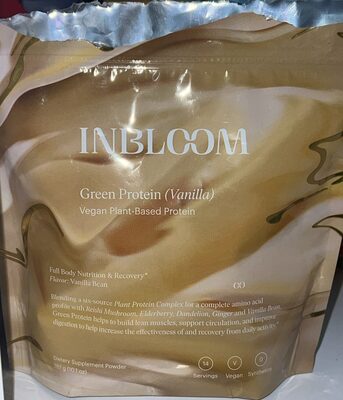 INBLOOM
Green Protein (Vanilla)
Vegan Plant-Based Protein
Full Body Nutrition & Recovery*
Flavor: Vanilla Bean
Blending a six-source Plant Protein Complex for a complete amino
profile with Reishi Mushroom, Elderberry, Dandelion, Ginger and Vanilla Bean,
Green Protein helps to build lean muscles, support circulation, and improve
digestion to help increase the effectiveness of and recovery from daily activity.*
Dietary Supplement Powder
14 V 0
Servings Vegan Synthetics